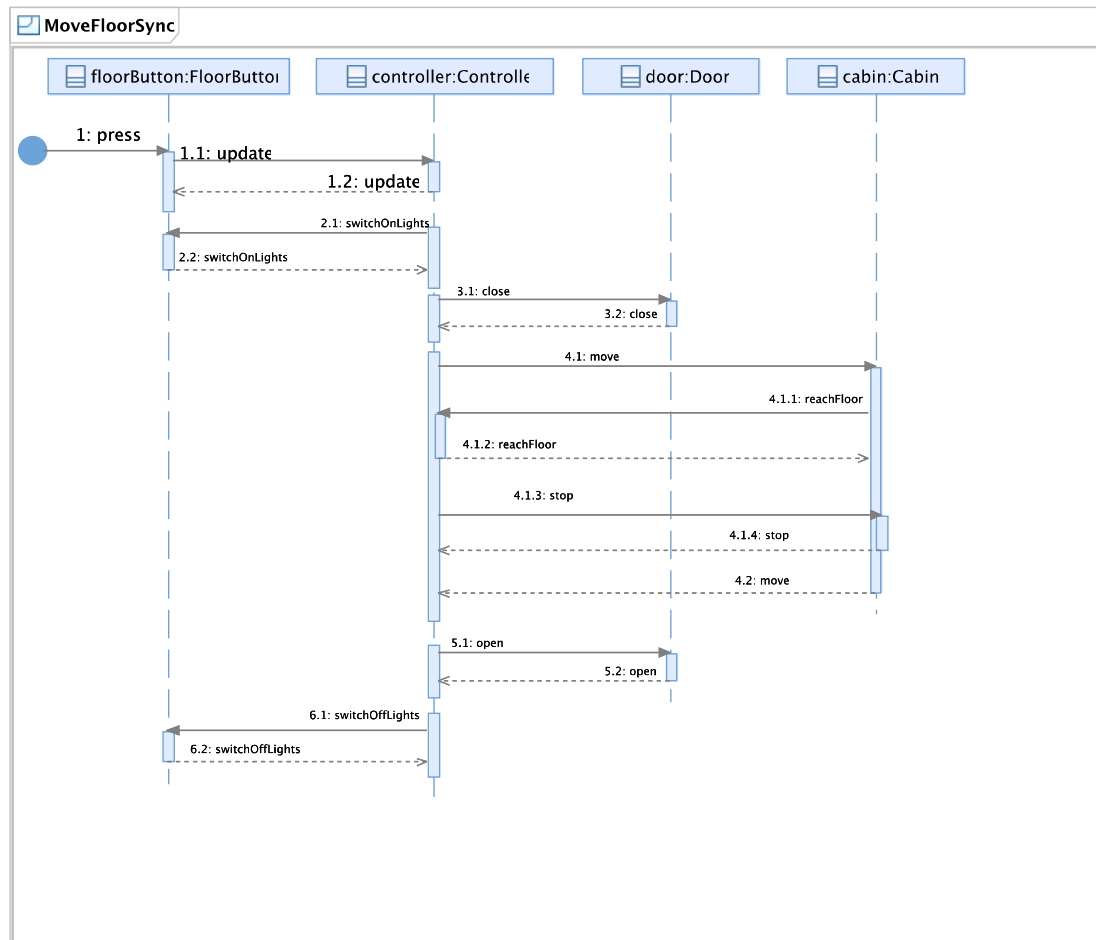 MoveFloorSync
floorButton:FloorButton
controller:Controlle
door:Door
cabin:Cabin
1: press
1.1: update
1.2: update
2.1: switchOnLights
2.2: switchOnLights
3.1: close
3.2: close
4.1: move
4.1.1: reachFloor
4.1.2: reachFloor
4.1.3: stop
4.1.4: stop
4.2: move
5.1: open
5.2: open
6.1: switchOffLights
6.2: switchOffLights